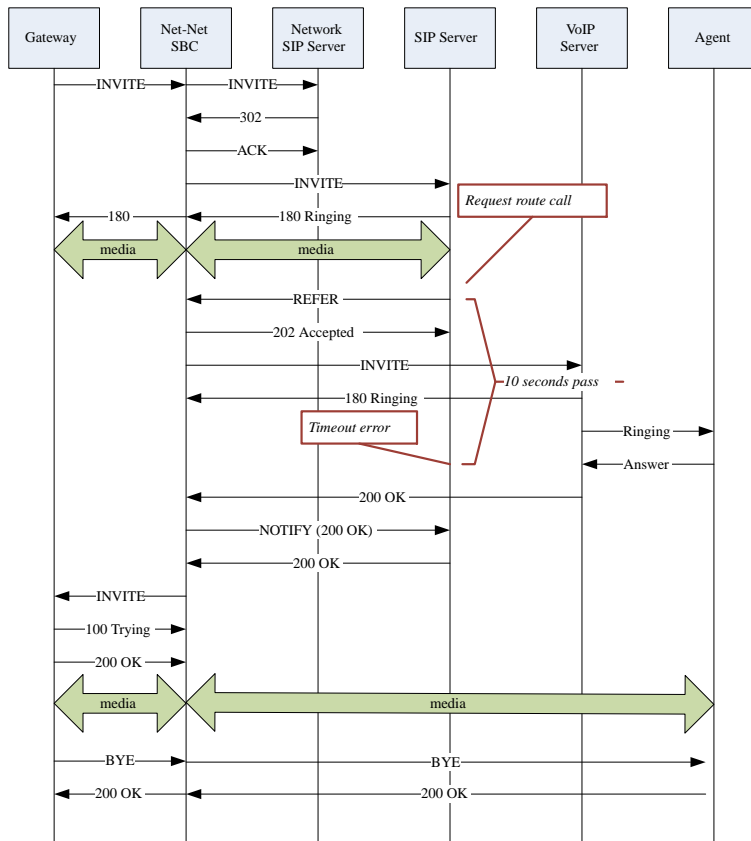 Gateway
Net-Net
SBC
Network
SIP Server
SIP Server
VoIP
Server
Agent
INVITE
INVITE
302
ACK
INVITE
Request route call
180
180 Ringing
media
media
REFER
202 Accepted
INVITE
10 seconds pass
180 Ringing
Timeout error
Ringing
Answer
200 OK
NOTIFY (200 OK)
200 OK
INVITE
100 Trying
200 OK
media
media
BYE
BYE
200 OK
200 OK